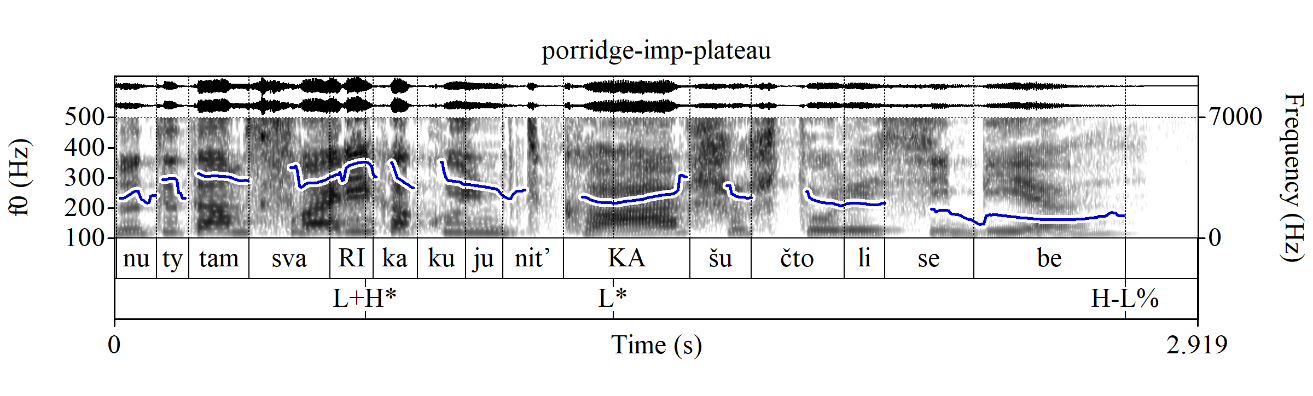 porridge-imp-plateau
500
400
300
200
100
f0 (Hz)
7000
0
Frequency (Hz)
nu ty tam sva RI ka ku ju nit’ KA šu čto li se be
L+H* L* H-L%
0 Time (s) 2.919